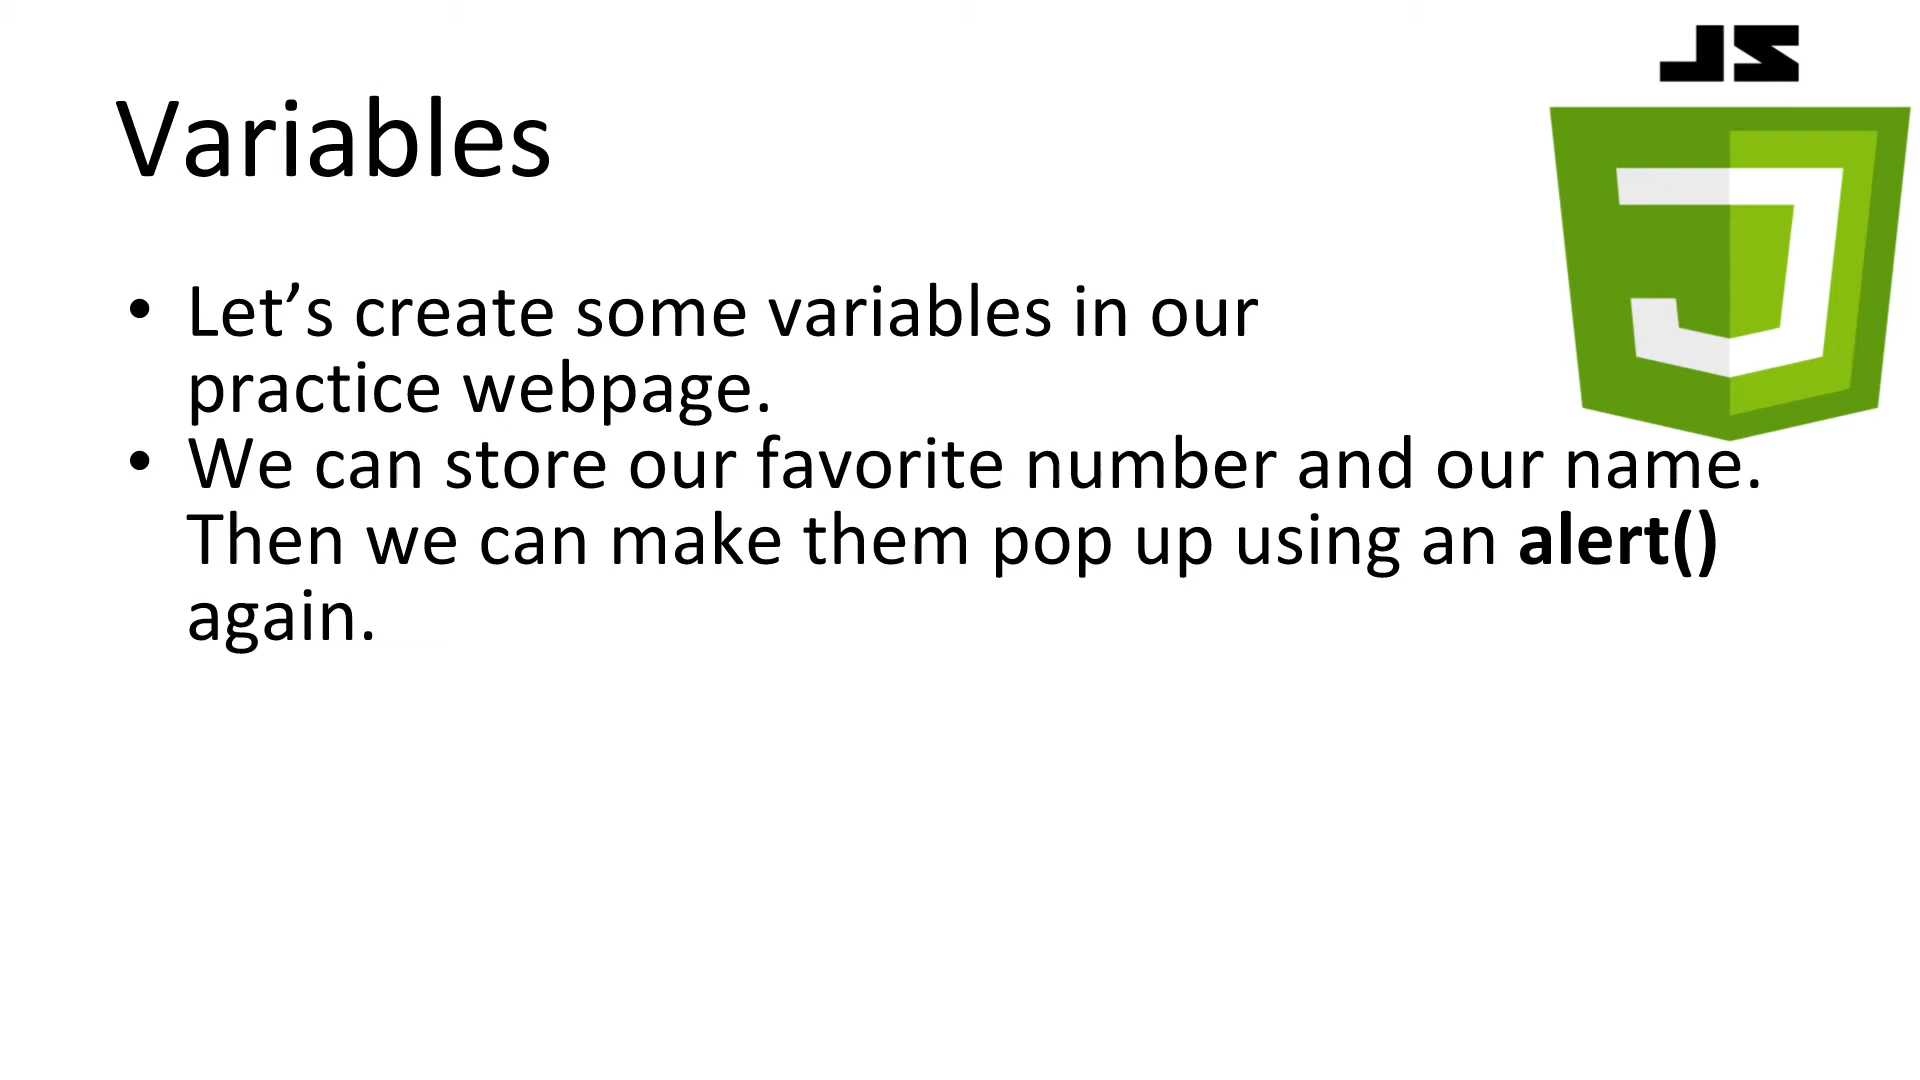 JS
Variables
• Let’s create some variables in our
practice webpage.
• We can store our favorite number and our name.
Then we can make them pop up using an alert()
again.